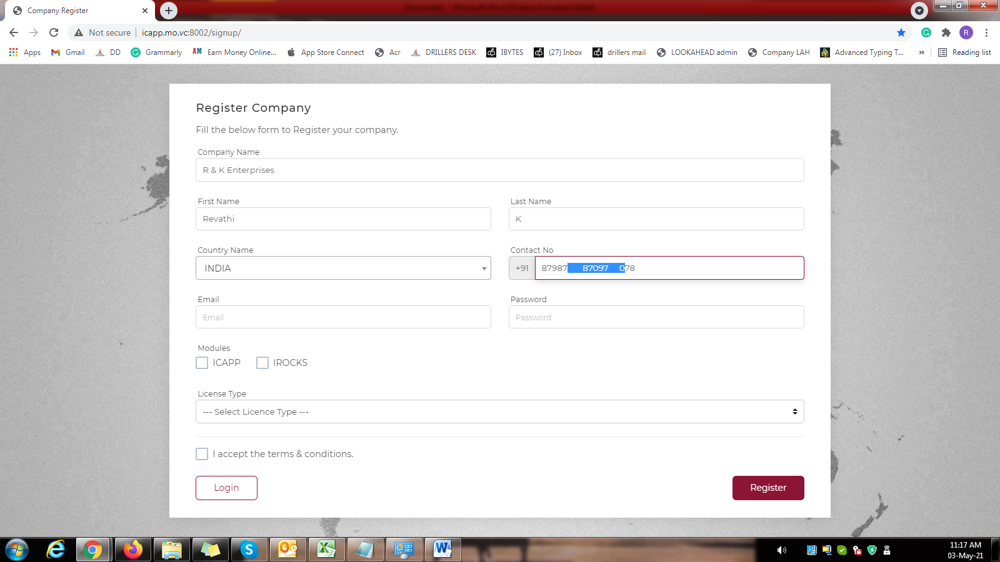 Company Register
Not secure
icapp.mo.vc:8002/signup/
R
Apps
Gmail
DD
Grammarly
Earn Money Online...
App Store Connect
Acr
DRILLERS DESK
IBYTES
(27) Inbox
drillers mail
LOOKAHEAD admin
Company LAH
Advanced Typing T...
»
Reading list
Register Company
Fill the below form to Register your company.
Company Name
R & K Enterprises
First Name
Last Name
Revathi
K
Country Name
Contact No
INDIA
+91 87987 87097 078
Email
Password
Email
Password
Modules
ICAPP
IROCKS
License Type
--- Select Licence Type ---
I accept the terms & conditions.
Login
Register
11:17 AM
03-May-21